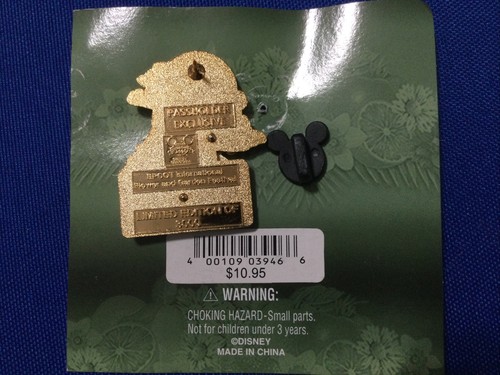 PASSHOLDER
EXCLUSIVE
EPCOT International
Flower and Garden Festival
LIMITED EDITION OF
4 00109 03946 6
$10.95
WARNING:
CHOKING HAZARD-Small parts.
Not for children under 3 years.
©DISNEY
MADE IN CHINA